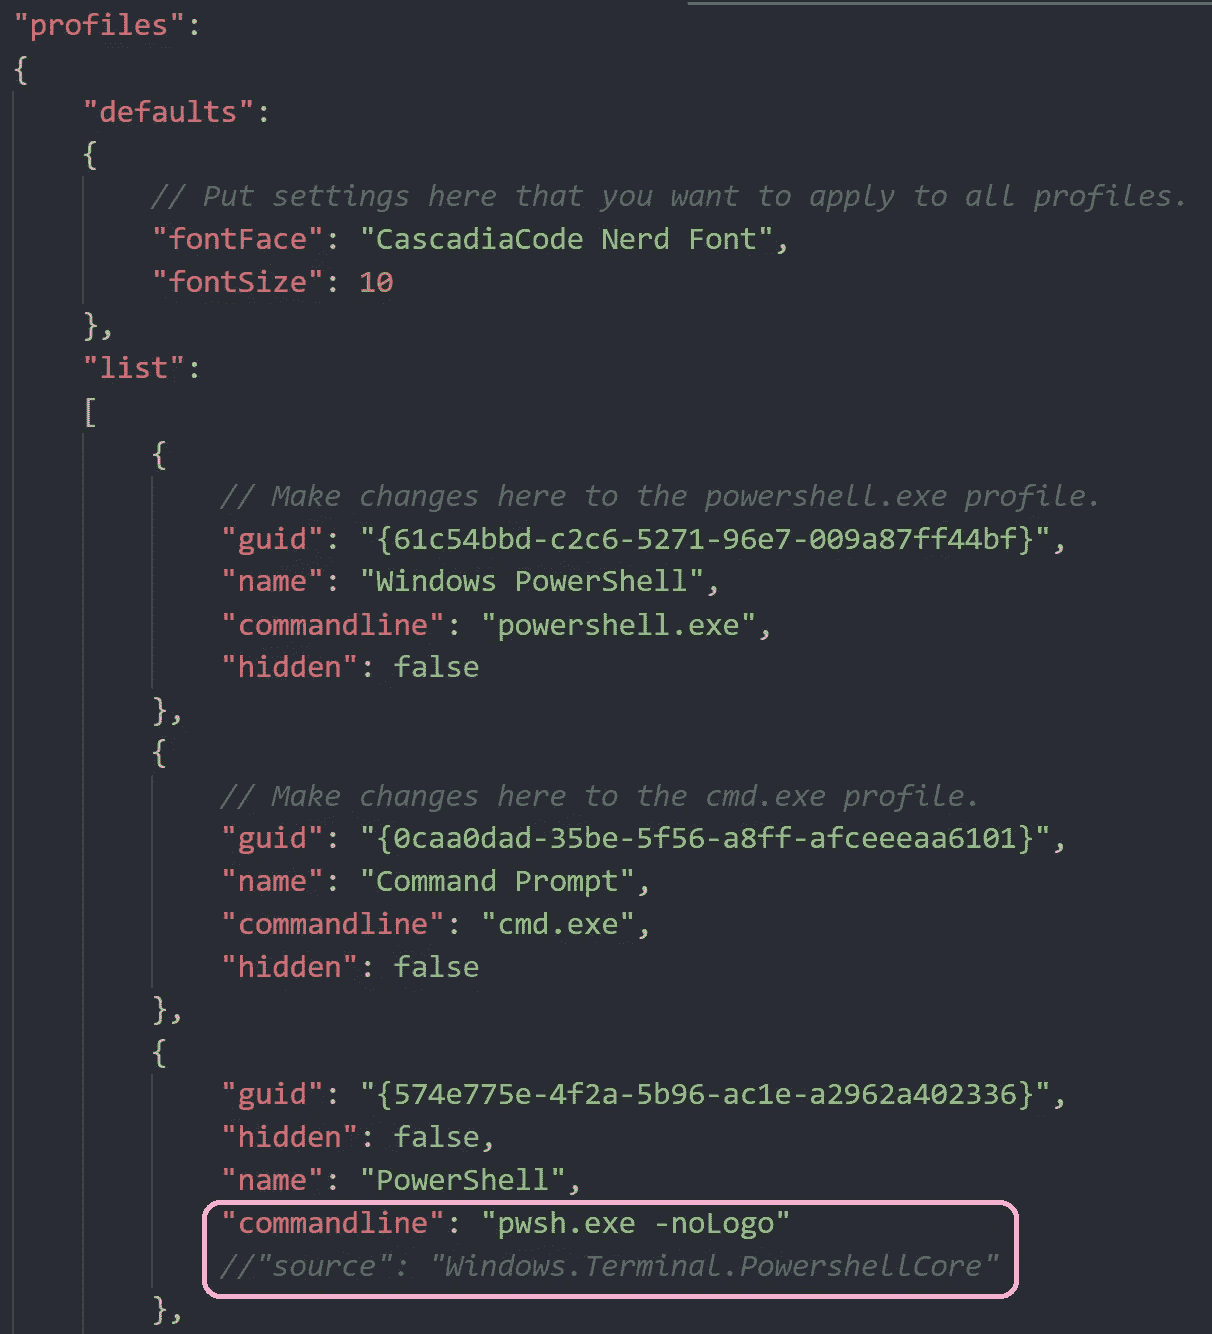 "profiles":
{
"defaults":
{
// Put settings here that you want to apply to all profiles.
"fontFace": "CascadiaCode Nerd Font",
"fontSize": 10
},
"list":
[
{
// Make changes here to the powershell.exe profile.
"guid": "{61c54bbd-c2c6-5271-96e7-009a87ff44bf}",
"name": "Windows PowerShell",
"commandline": "powershell.exe",
"hidden": false
},
{
// Make changes here to the cmd.exe profile.
"guid": "{0caa0dad-35be-5f56-a8ff-afceeeaa6101}",
"name": "Command Prompt",
"commandline": "cmd.exe",
"hidden": false
},
{
"guid": "{574e775e-4f2a-5b96-ac1e-a2962a402336}",
"hidden": false,
"name": "PowerShell",
"commandline": "pwsh.exe -noLogo"
//"source": "Windows.Terminal.PowershellCore"
},